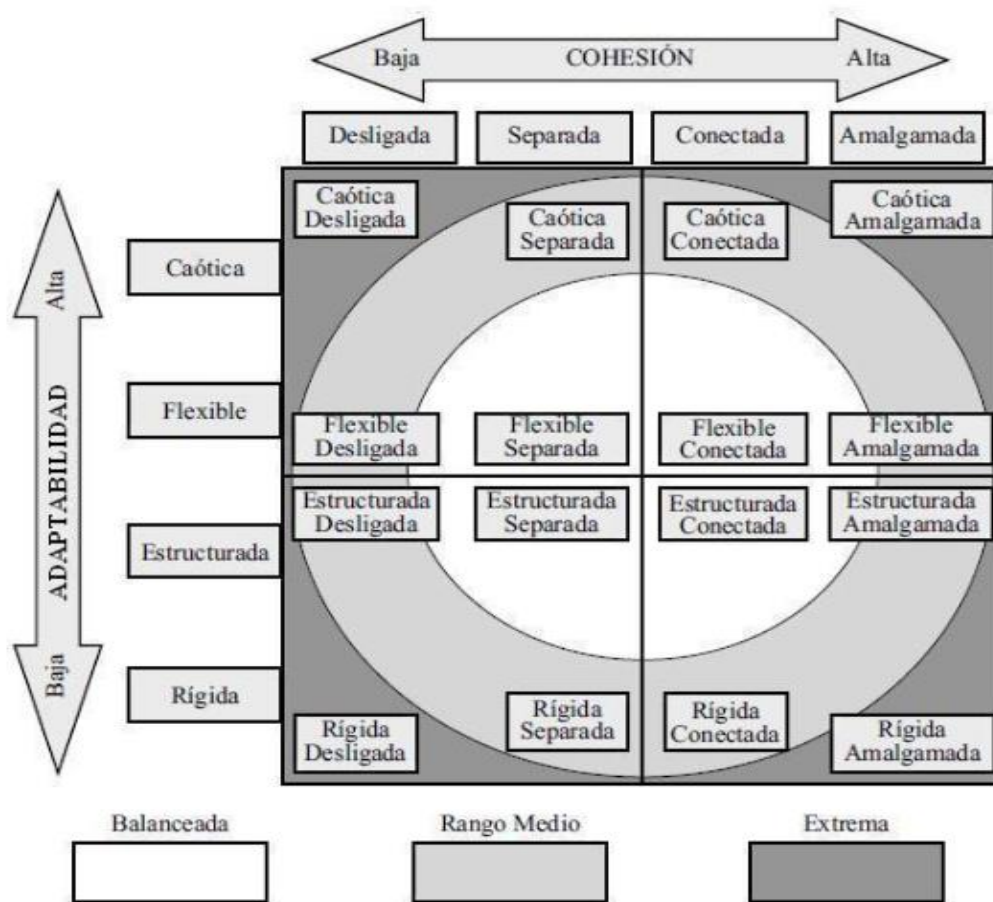 Baja COHESIÓN Alta
Desligada Separada Conectada Amalgamada
Caótica
Desligada
Caótica
Separada
Caótica
Conectada
Caótica
Amalgamada
Alta
ADAPTABILIDAD
Baja
Caótica
Flexible
Flexible
Desligada
Flexible
Separada
Flexible
Conectada
Flexible
Amalgamada
Estructurada
Estructurada
Desligada
Estructurada
Separada
Estructurada
Conectada
Estructurada
Amalgamada
Rígida
Rígida
Desligada
Rígida
Separada
Rígida
Conectada
Rígida
Amalgamada
Balanceada Rango Medio Extrema